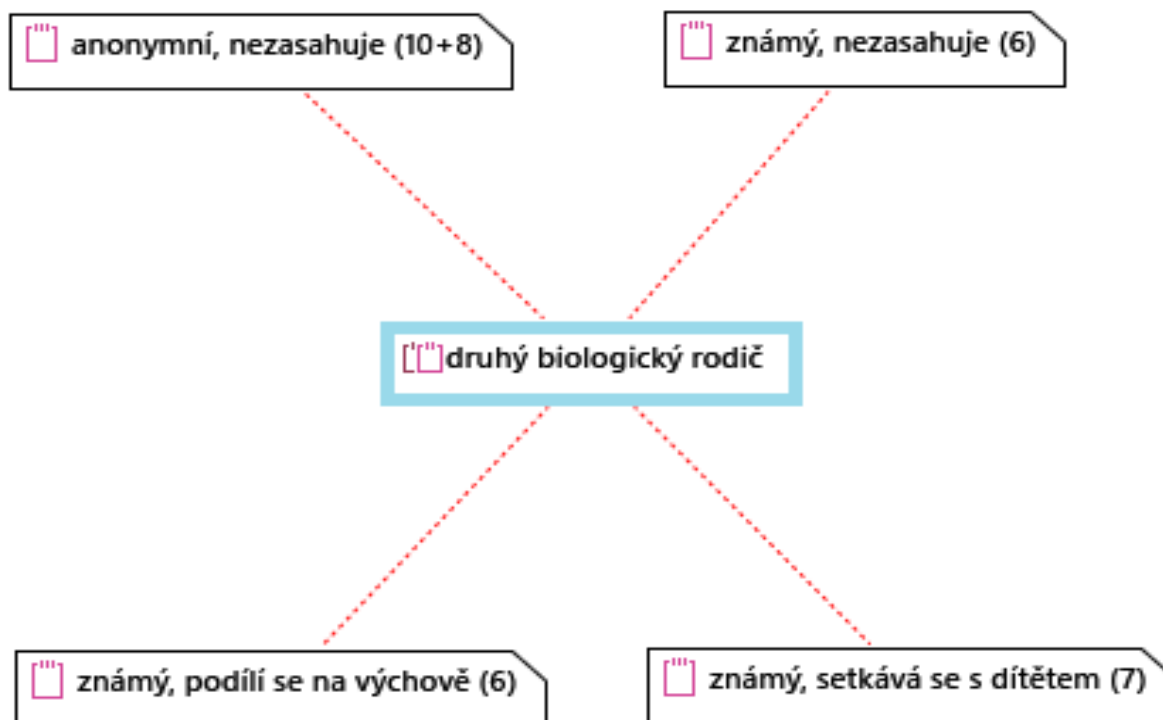 anonymní, nezasahuje (10+8)
známý, nezasahuje (6)
druhý biologický rodič
známý, podílí se na výchově (6)
známý, setkává se s dítětem (7)